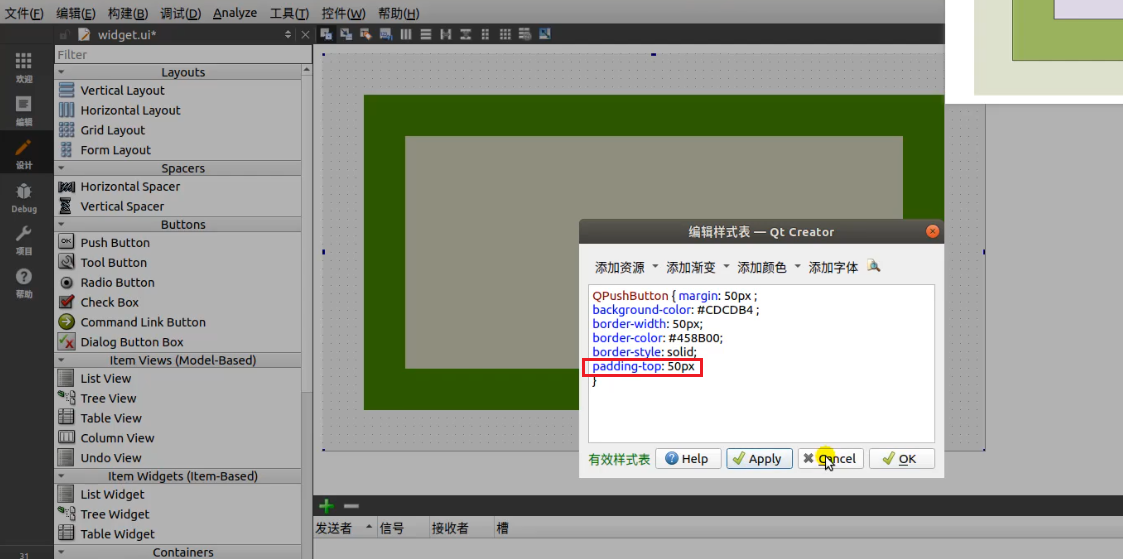 文件(F) 编辑(E) 构建(B) 调试(D) Analyze 工具(T) 控件(W) 帮助(H)
widget.ui*
Filter
欢迎
编辑
设计
Debug
项目
帮助
31
Layouts
Vertical Layout
Horizontal Layout
Grid Layout
Form Layout
Spacers
Horizontal Spacer
Vertical Spacer
Buttons
OK
Push Button
Tool Button
Radio Button
Check Box
Command Link Button
Dialog Button Box
Item Views (Model-Based)
List View
Tree View
Table View
Column View
Undo View
Item Widgets (Item-Based)
List Widget
Tree Widget
Table Widget
Containers
编辑样式表 — Qt Creator
添加资源 添加渐变 添加颜色 添加字体
QPushButton { margin: 50px ;
background-color: #CDCDB4 ;
border-width: 50px;
border-color: #458B00;
border-style: solid;
padding-top: 50px
}
有效样式表 Help Apply Cancel OK
发送者 信号 接收者 槽